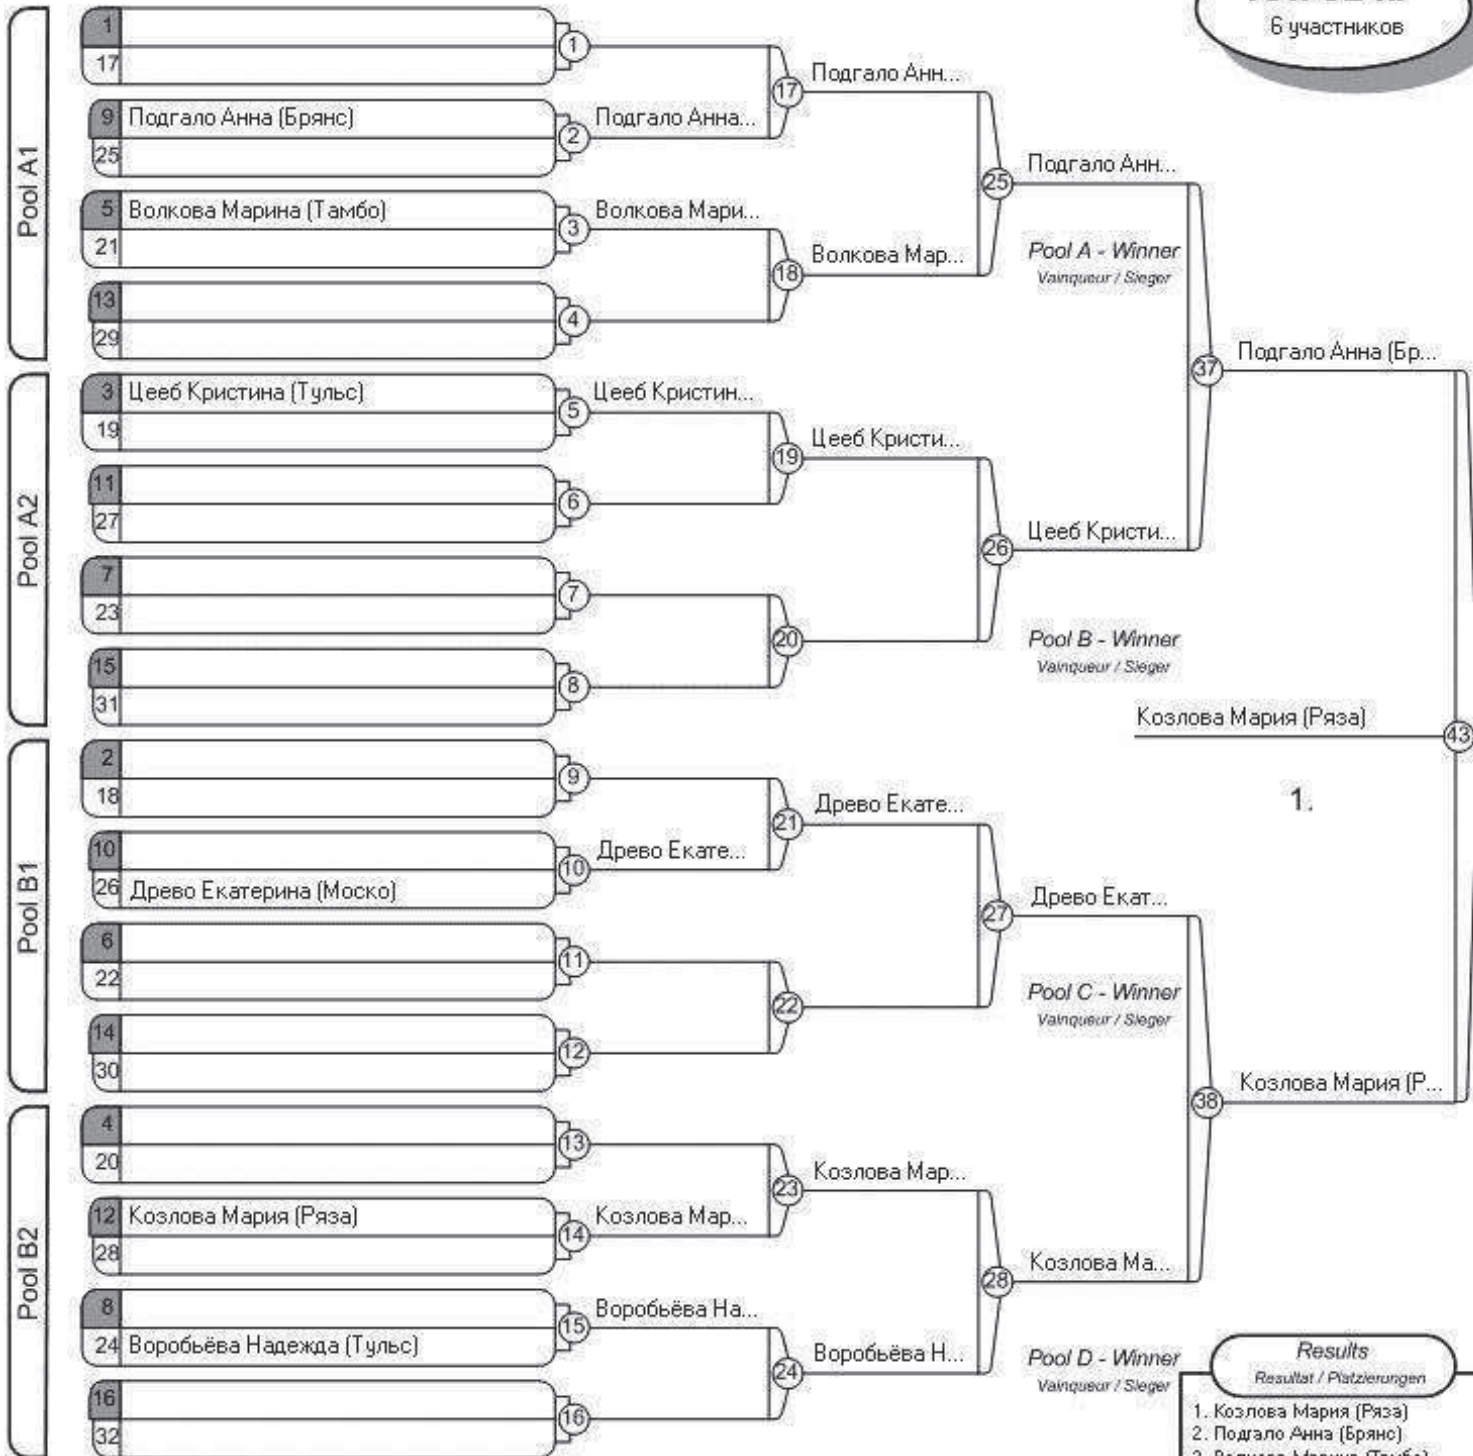 6 участников
Pool A1
1
17
1
9 Подгало Анна (Брянс)
25
2
Подгало Анна...
5 Волкова Марина (Тамбо)
21
3
Волкова Мари...
13
29
4
17
Подгало Анн...
18
Волкова Мар...
25
Подгало Анн...
Pool A - Winner
Vainqueur / Sieger
Pool A2
3 Цееб Кристина (Тульс)
19
5
Цееб Кристин...
11
27
6
7
23
7
15
31
8
19
Цееб Кристи...
20
26
Цееб Кристи...
Pool B - Winner
Vainqueur / Sieger
37
Подгало Анна (Бр...
Козлова Мария (Ряза)
43
1.
Pool B1
2
18
9
10
26 Древо Екатерина (Моско)
10
Древо Екате...
6
22
11
14
30
12
21
Древо Екате...
22
27
Древо Екат...
Pool C - Winner
Vainqueur / Sieger
Pool B2
4
20
13
12 Козлова Мария (Ряза)
28
14
Козлова Мар...
8
24 Воробьёва Надежда (Тульс)
15
Воробьёва На...
16
32
16
23
Козлова Мар...
24
Воробьёва Н...
28
Козлова Ма...
Pool D - Winner
Vainqueur / Sieger
38
Козлова Мария (Р...
Results
Resultat / Platzierungen
1. Козлова Мария (Ряза)
2. Подгало Анна (Брянс)